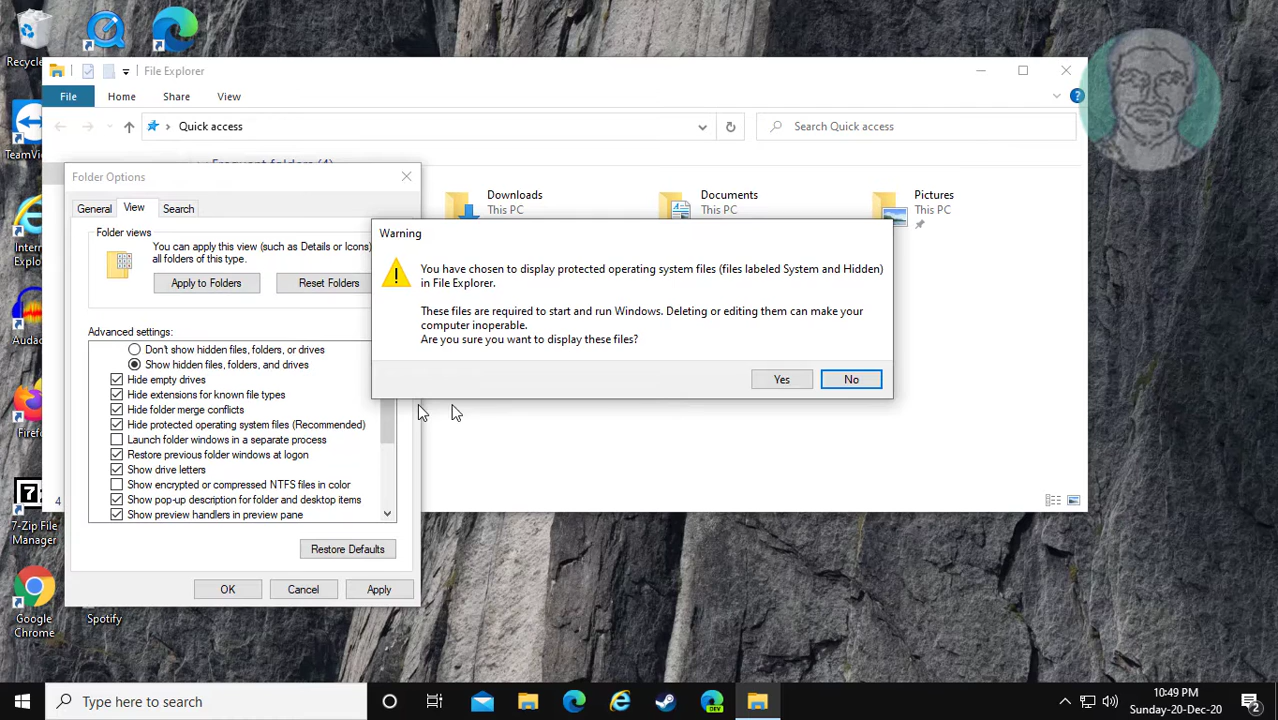 Recycle
TeamVi
Intern
Explor
Audac
Firef
7-Zip File
Manager
Google
Chrome
Spotify
File Explorer
File
Home
Share
View
Quick access
Search Quick access
Frequent folders (4)
Downloads
This PC
Documents
This PC
Pictures
This PC
4
Folder Options
General
View
Search
Folder views
You can apply this view (such as Details or Icons)
all folders of this type.
Apply to Folders
Reset Folders
Advanced settings:
Don't show hidden files, folders, or drives
Show hidden files, folders, and drives
Hide empty drives
Hide extensions for known file types
Hide folder merge conflicts
Hide protected operating system files (Recommended)
Launch folder windows in a separate process
Restore previous folder windows at logon
Show drive letters
Show encrypted or compressed NTFS files in color
Show pop-up description for folder and desktop items
Show preview handlers in preview pane
Restore Defaults
OK
Cancel
Apply
Warning
You have chosen to display protected operating system files (files labeled System and Hidden)
in File Explorer.
These files are required to start and run Windows. Deleting or editing them can make your
computer inoperable.
Are you sure you want to display these files?
Yes
No
Type here to search
DEV
10:49 PM
Sunday-20-Dec-20
2